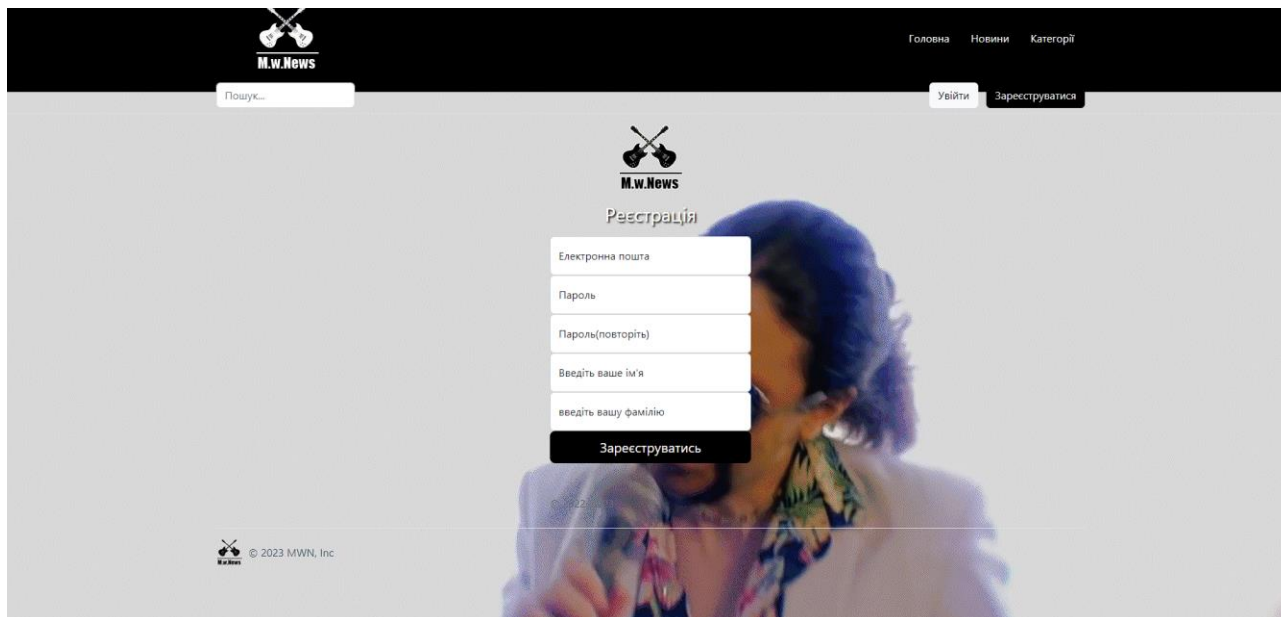 M.w.News
Головна Новини Категорії
Пошук...
Увійти Зареєструватися
M.w.News
Реєстрація
Електронна пошта
Пароль
Пароль(повторіть)
Введіть ваше ім'я
введіть вашу фамілію
Зареєструватись
M.w.News © 2023 MWN, Inc